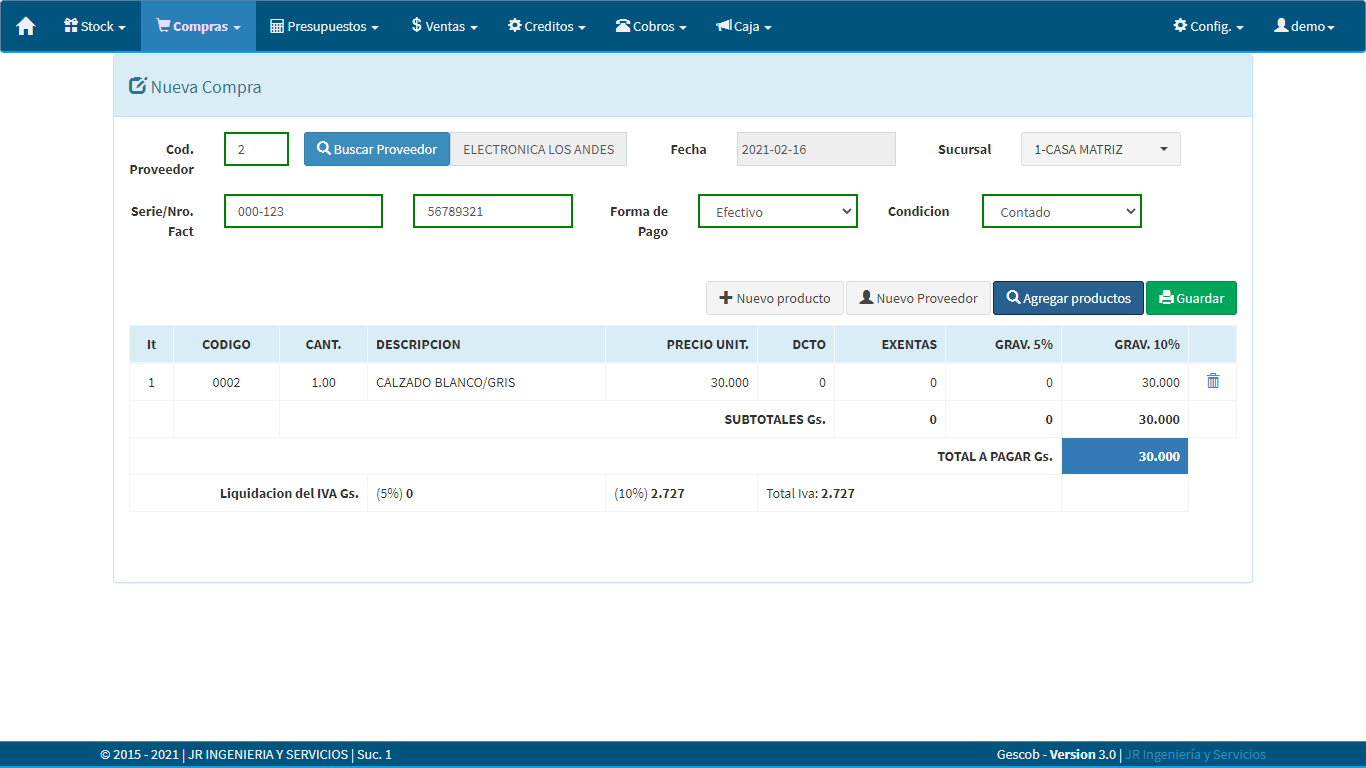 Stock Compras Presupuestos $ Ventas Creditos Cobros Caja Config. demo
Nueva Compra
Cod. Proveedor 2 Buscar Proveedor ELECTRONICA LOS ANDES Fecha 2021-02-16 Sucursal 1-CASA MATRIZ
Serie/Nro. Fact 000-123 56789321 Forma de Pago Efectivo Condicion Contado
Nuevo producto Nuevo Proveedor Agregar productos Guardar
It CODIGO CANT. DESCRIPCION PRECIO UNIT. DCTO EXENTAS GRAV. 5% GRAV. 10%
1 0002 1.00 CALZADO BLANCO/GRIS 30.000 0 0 0 30.000
SUBTOTALES Gs. 0 0 30.000
TOTAL A PAGAR Gs. 30.000
Liquidacion del IVA Gs. (5%) 0 (10%) 2.727 Total Iva: 2.727
© 2015 - 2021 | JR INGENIERIA Y SERVICIOS | Suc. 1 Gescob - Version 3.0 | JR Ingeniería y Servicios